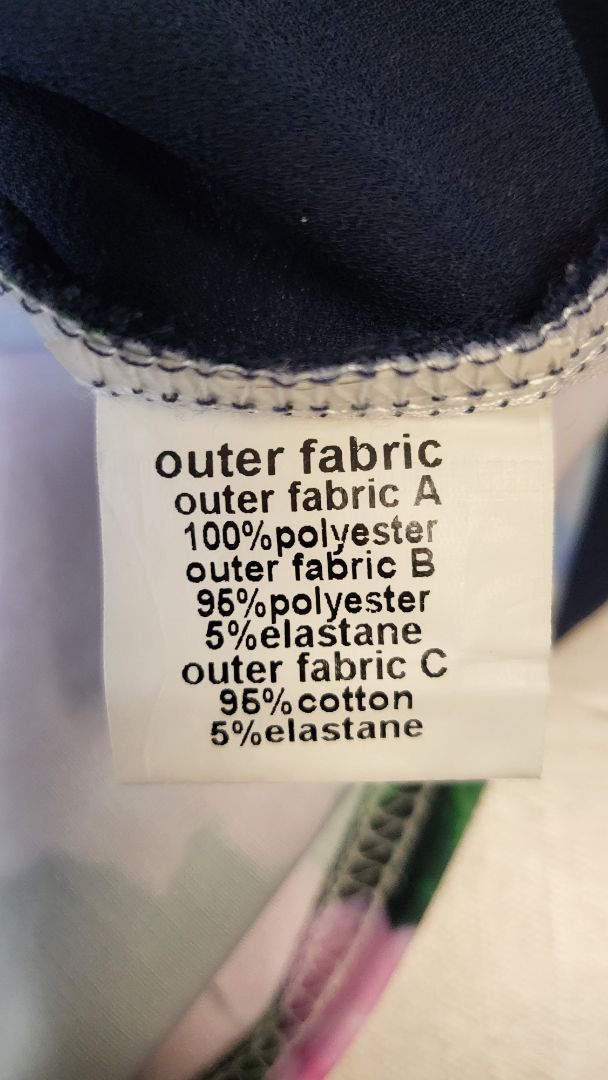 outer fabric
outer fabric A
100%polyester
outer fabric B
95%polyester
5%elastane
outer fabric C
95%cotton
5%elastane